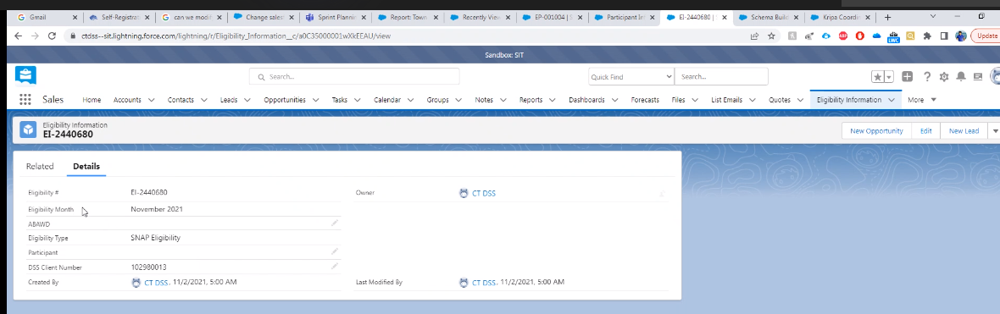 Gmail Self-Registrat can we modif Change sales Sprint Plannin Report: Town Recently View EP-001004 | S Participant Inf EI-2440680 | Schema Build Kripa Coordin
ctdss--sit.lightning.force.com/lightning/r/Eligibility_Information__c/a0C35000001wXkEEAU/view Update
Sandbox: SIT
Search... Quick Find Search...
Sales Home Accounts Contacts Leads Opportunities Tasks Calendar Groups Notes Reports Dashboards Forecasts Files List Emails Quotes Eligibility Information More
Eligibility Information
EI-2440680
New Opportunity Edit New Lead
Related Details
Eligibility # EI-2440680 Owner CT DSS
Eligibility Month November 2021
ABAWD
Eligibility Type SNAP Eligibility
Participant
DSS Client Number 102980013
Created By CT DSS, 11/2/2021, 5:00 AM Last Modified By CT DSS, 11/2/2021, 5:00 AM